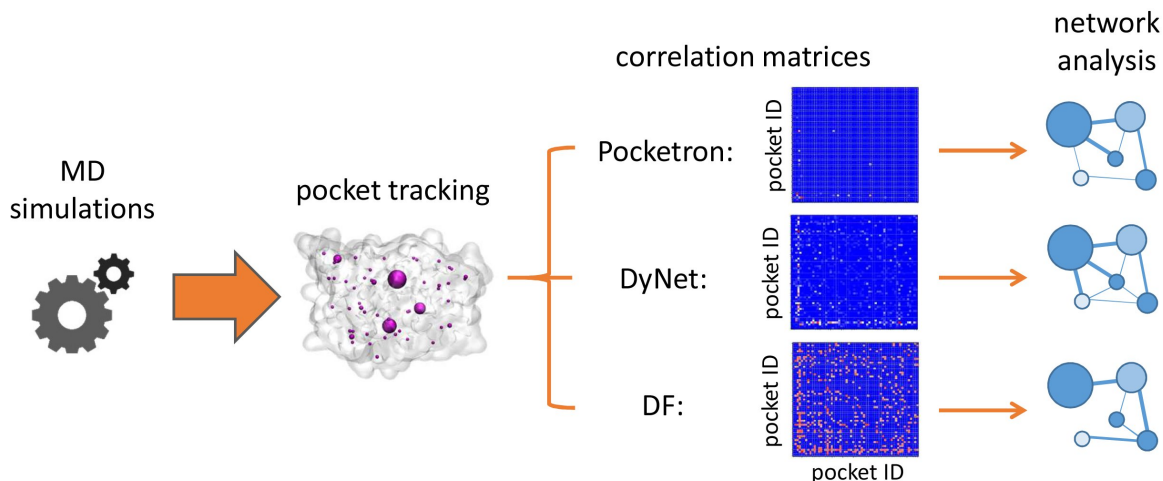 MD
simulations
pocket tracking
correlation matrices
Pocketron:
pocket ID
DyNet:
pocket ID
DF:
pocket ID
pocket ID
network
analysis